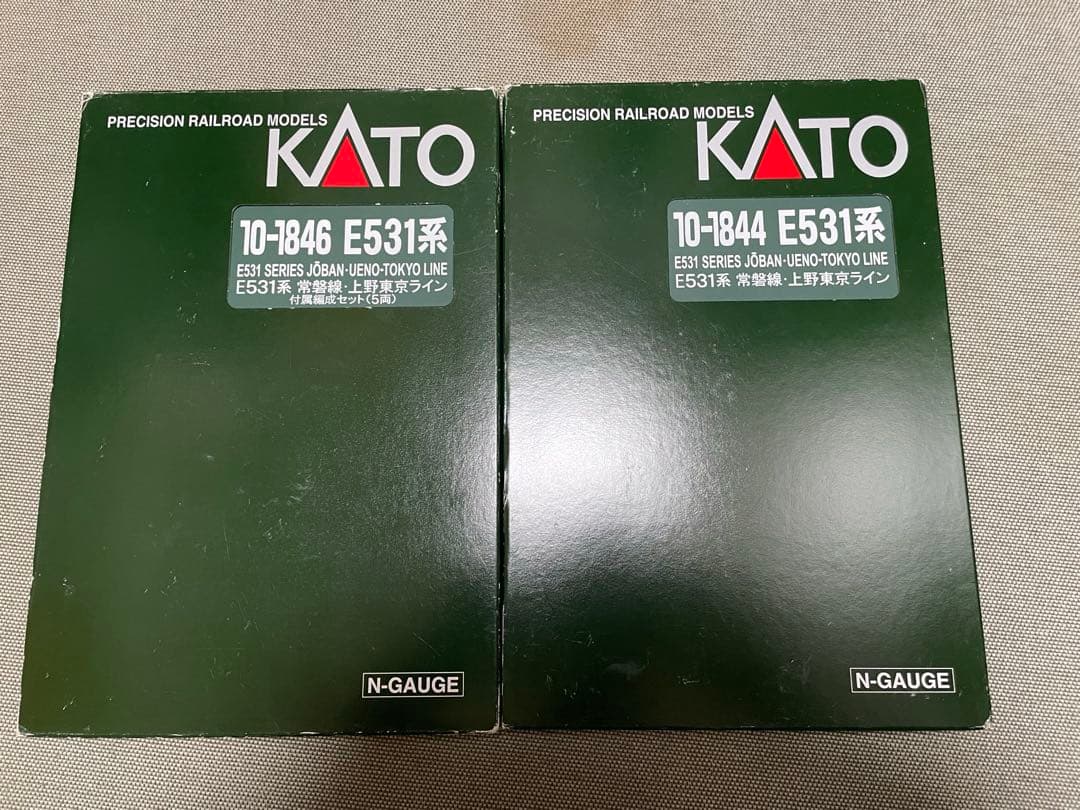 PRECISION RAILROAD MODELS
KATO
10-1846 E531系
E531 SERIES JŌBAN・UENO-TOKYO LINE
E531系 常磐線・上野東京ライン
付属編成セット(5両)
N-GAUGE
PRECISION RAILROAD MODELS
KATO
10-1844 E531系
E531 SERIES JŌBAN・UENO-TOKYO LINE
E531系 常磐線・上野東京ライン
N-GAUGE